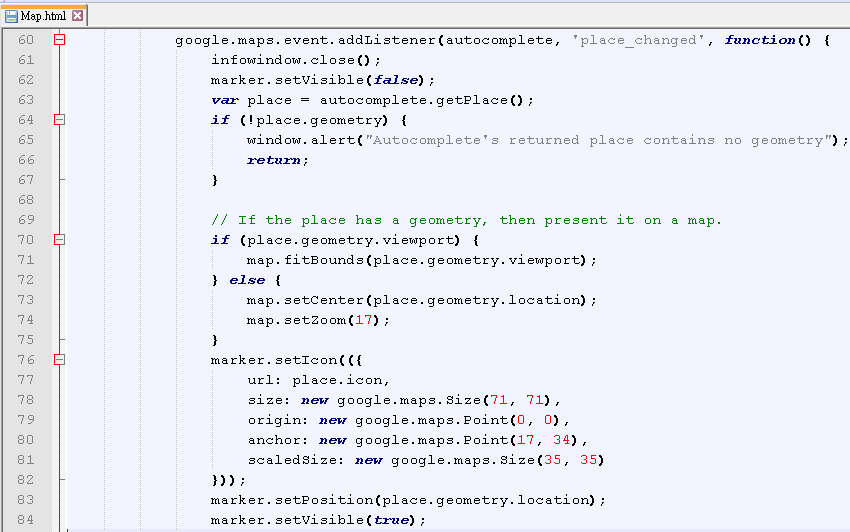 Map.html
60 google.maps.event.addListener(autocomplete, 'place_changed', function() {
61 infowindow.close();
62 marker.setVisible(false);
63 var place = autocomplete.getPlace();
64 if (!place.geometry) {
65 window.alert("Autocomplete's returned place contains no geometry");
66 return;
67 }
68
69 // If the place has a geometry, then present it on a map.
70 if (place.geometry.viewport) {
71 map.fitBounds(place.geometry.viewport);
72 } else {
73 map.setCenter(place.geometry.location);
74 map.setZoom(17);
75 }
76 marker.setIcon(({
77 url: place.icon,
78 size: new google.maps.Size(71, 71),
79 origin: new google.maps.Point(0, 0),
80 anchor: new google.maps.Point(17, 34),
81 scaledSize: new google.maps.Size(35, 35)
82 }));
83 marker.setPosition(place.geometry.location);
84 marker.setVisible(true);